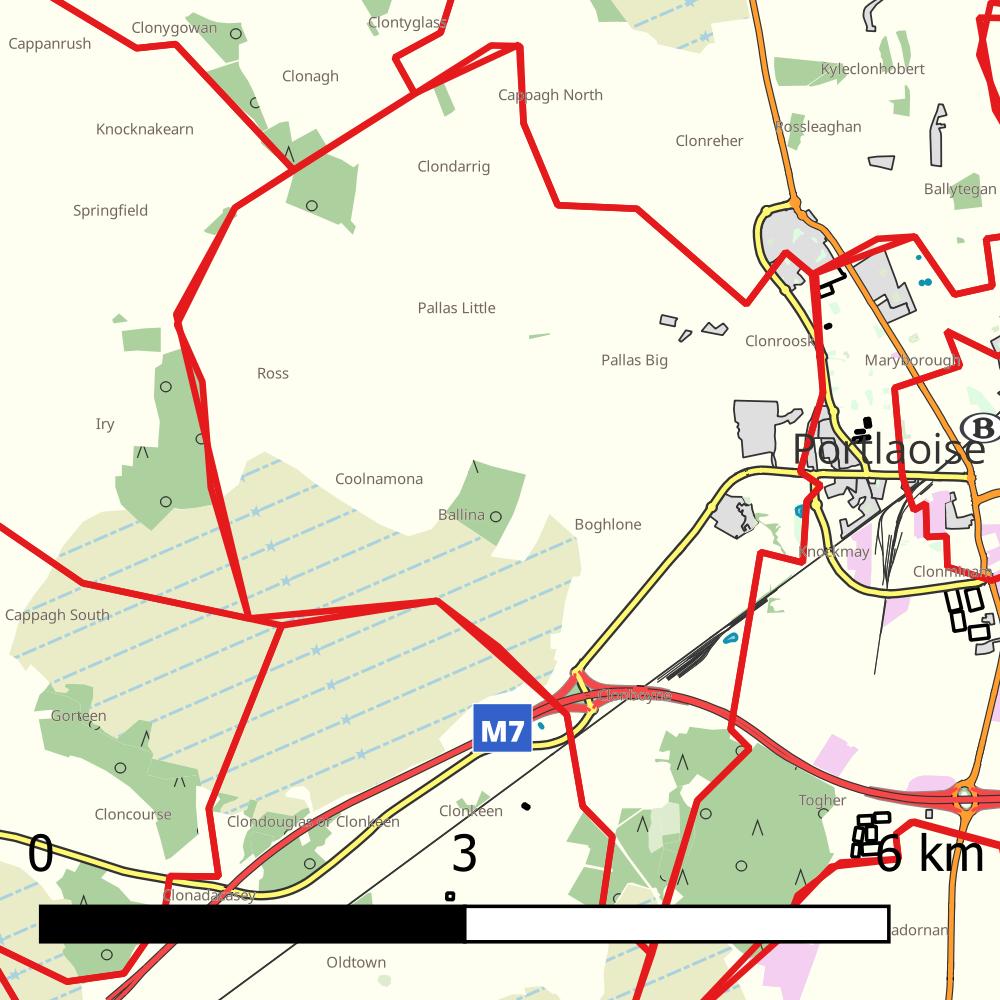 Clontyglass
Clonygowan
Cappanrush
Clonagh
Kyleclonhobert
Cappagh North
Knocknakearn
Rossleaghan
Clonreher
Clondarrig
Ballytegan
Springfield
Pallas Little
Clonroosk
Pallas Big
Maryborough
Ross
Iry
B
Portlaoise
Coolnamona
Ballina
Boghlone
Knockmay
Clonminam
Cappagh South
Clonboyne
Gorteen
M7
Togher
Cloncourse
Clondouglas or Clonkeen
Clonkeen
0
3
6 km
Clonadacasey
adornan
Oldtown